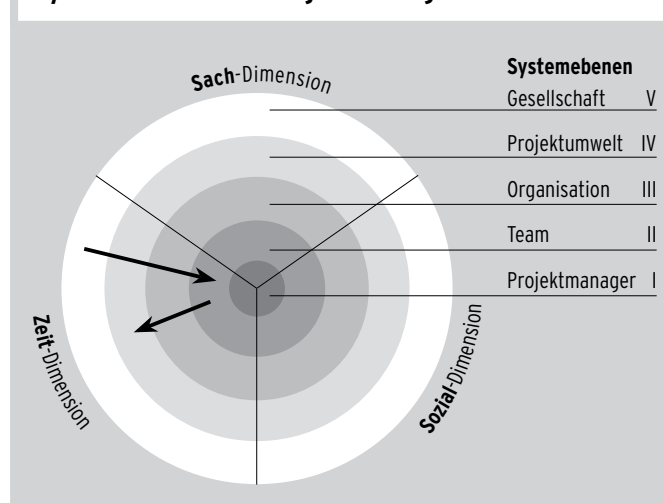 Sach-Dimension
Systemebenen
Gesellschaft V
Projektumwelt IV
Organisation III
Team II
Projektmanager I
Zeit-Dimension
Sozial-Dimension